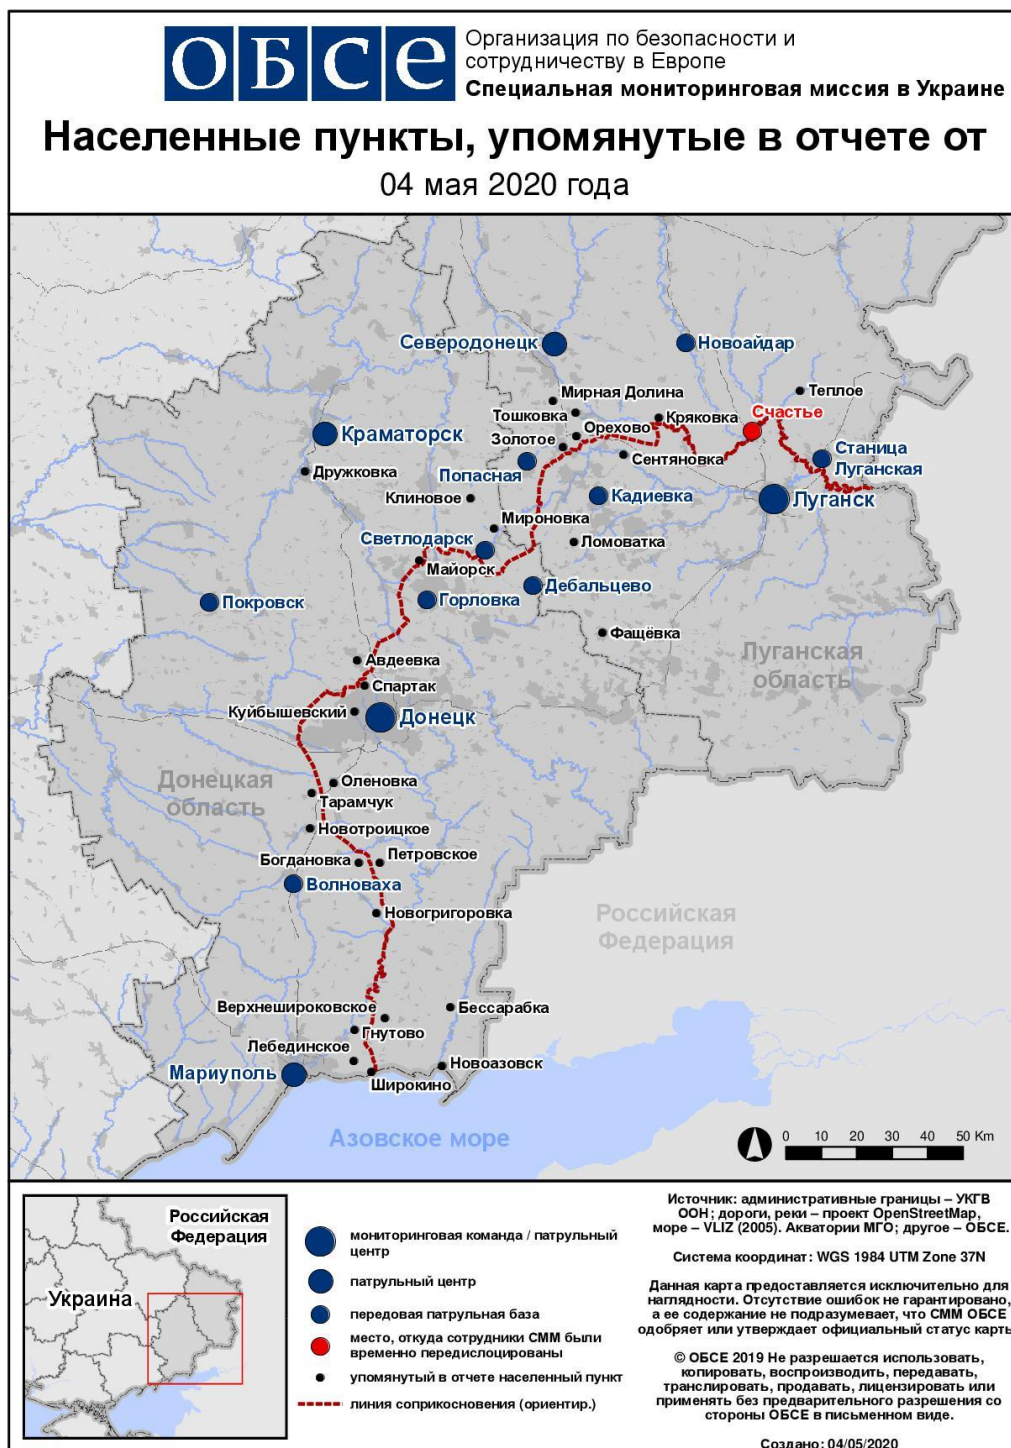 ОБСЕ
Организация по безопасности и
сотрудничеству в Европе
Специальная мониторинговая миссия в Украине
Населенные пункты, упомянутые в отчете от
04 мая 2020 года
Северодонецк
Новоайдар
Мирная Долина
Теплое
Тошковка
Кряковка
Счастье
Орехово
Краматорск
Золотое
Станица
Луганская
Сентяновка
Попасная
Дружковка
Клиновое
Кадиевка
Луганск
Мироновка
Светлодарск
Ломоватка
Майорск
Дебальцево
Покровск
Горловка
Фащёвка
Луганская
область
Авдеевка
Спартак
Куйбышевский
Донецк
Донецкая
область
Оленовка
Тарамчук
Новотроицкое
Богдановка
Петровское
Волноваха
Новогригоровка
Российская
Федерация
Верхнешироковское
Бессарабка
Гнутово
Лебединское
Новоазовск
Мариуполь
Широкино
Азовское море
0 10 20 30 40 50 Km
Российская
Федерация
Украина
мониторинговая команда / патрульный
центр
патрульный центр
передовая патрульная база
место, откуда сотрудники СММ были
временно передислоцированы
упомянутый в отчете населенный пункт
линия соприкосновения (ориентир.)
Источник: административные границы – УКГВ
ООН; дороги, реки – проект OpenStreetMap,
море – VLIZ (2005). Акватории МГО; другое – ОБСЕ.
Система координат: WGS 1984 UTM Zone 37N
Данная карта предоставляется исключительно для
наглядности. Отсутствие ошибок не гарантировано,
а ее содержание не подразумевает, что СММ ОБСЕ
одобряет или утверждает официальный статус карты
© ОБСЕ 2019 Не разрешается использовать,
копировать, воспроизводить, передавать,
транслировать, продавать, лицензировать или
применять без предварительного разрешения со
стороны ОБСЕ в письменном виде.
Создано: 04/05/2020